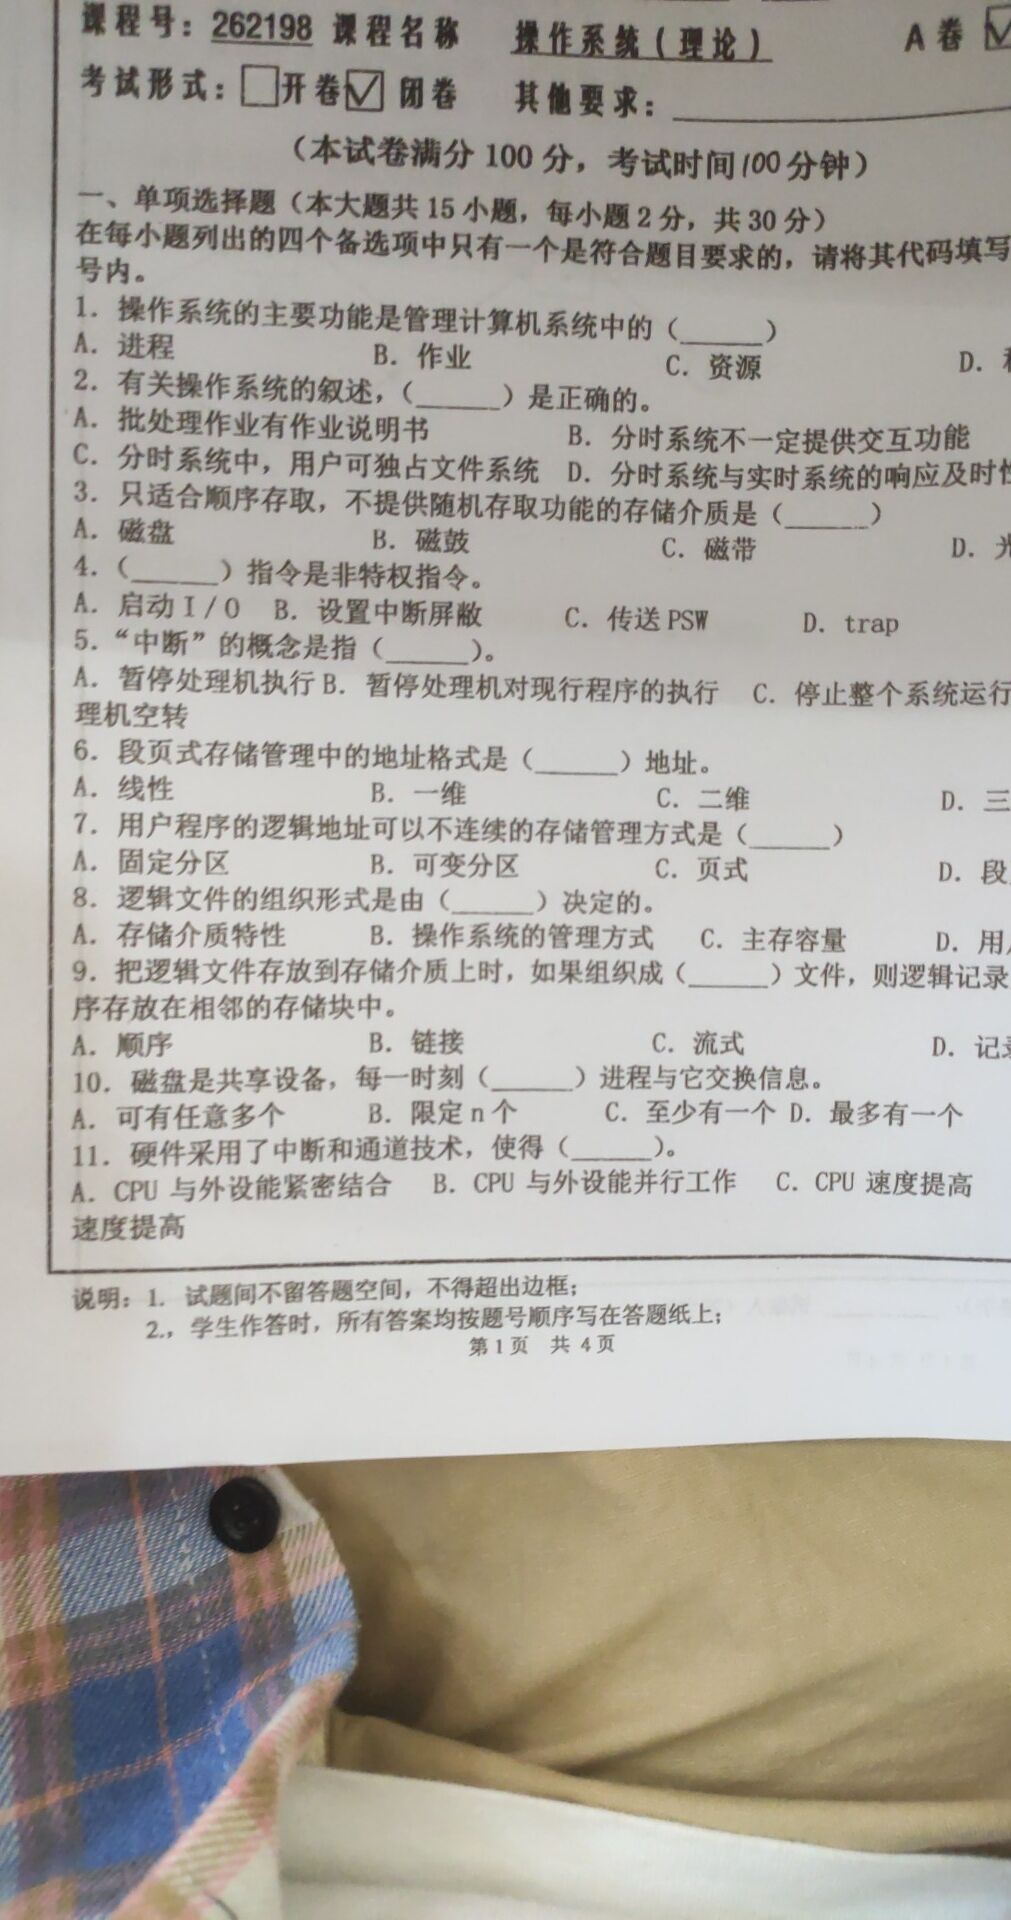 课程号：262198 课程名称 操作系统（理论） A卷
考试形式：开卷 闭卷 其他要求：
（本试卷满分 100 分，考试时间100分钟）
一、单项选择题（本大题共 15 小题，每小题 2 分，共 30 分）
在每小题列出的四个备选项中只有一个是符合题目要求的，请将其代码填写
号内。
1．操作系统的主要功能是管理计算机系统中的（______）
A．进程 B．作业 C．资源 D．
2．有关操作系统的叙述，（______）是正确的。
A．批处理作业有作业说明书 B．分时系统不一定提供交互功能
C．分时系统中，用户可独占文件系统 D．分时系统与实时系统的响应及时性
3．只适合顺序存取，不提供随机存取功能的存储介质是（______）
A．磁盘 B．磁鼓 C．磁带 D．光
4．（______）指令是非特权指令。
A．启动 I/O B．设置中断屏蔽 C．传送 PSW D．trap
5．“中断”的概念是指（______）。
A．暂停处理机执行 B．暂停处理机对现行程序的执行 C．停止整个系统运行
理机空转
6．段页式存储管理中的地址格式是（______）地址。
A．线性 B．一维 C．二维 D．三
7．用户程序的逻辑地址可以不连续的存储管理方式是（______）
A．固定分区 B．可变分区 C．页式 D．段
8．逻辑文件的组织形式是由（______）决定的。
A．存储介质特性 B．操作系统的管理方式 C．主存容量 D．用
9．把逻辑文件存放到存储介质上时，如果组织成（______）文件，则逻辑记录
序存放在相邻的存储块中。
A．顺序 B．链接 C．流式 D．记录
10．磁盘是共享设备，每一时刻（______）进程与它交换信息。
A．可有任意多个 B．限定 n 个 C．至少有一个 D．最多有一个
11．硬件采用了中断和通道技术，使得（______）。
A．CPU 与外设能紧密结合 B．CPU 与外设能并行工作 C．CPU 速度提高
速度提高
说明：1. 试题间不留答题空间，不得超出边框；
2.，学生作答时，所有答案均按题号顺序写在答题纸上；
第 1 页 共 4 页